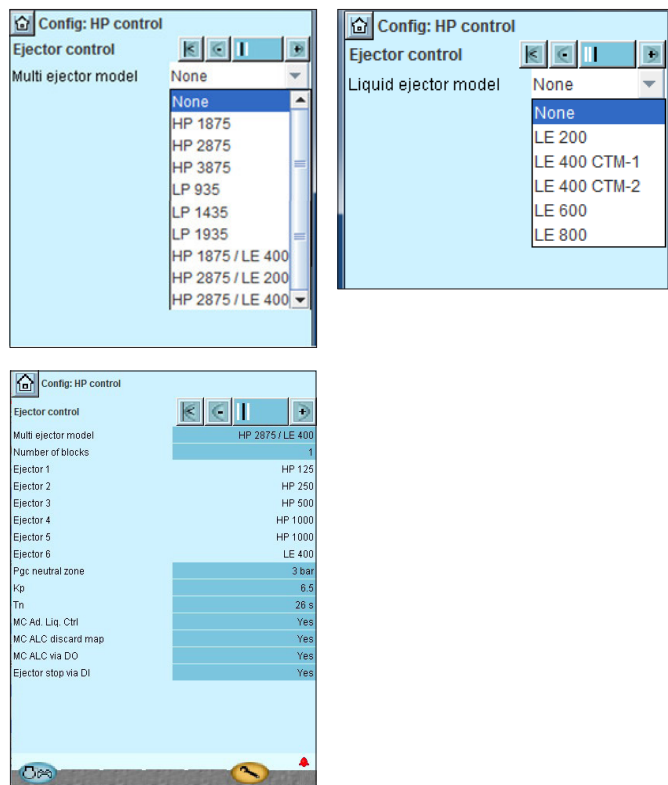 Config: HP control
Ejector control
Multi ejector model None
None
HP 1875
HP 2875
HP 3875
LP 935
LP 1435
LP 1935
HP 1875 / LE 400
HP 2875 / LE 200
HP 2875 / LE 400
Config: HP control
Ejector control
Liquid ejector model None
None
LE 200
LE 400 CTM-1
LE 400 CTM-2
LE 600
LE 800
Config: HP control
Ejector control
Multi ejector model HP 2875 / LE 400
Number of blocks 1
Ejector 1 HP 125
Ejector 2 HP 250
Ejector 3 HP 500
Ejector 4 HP 1000
Ejector 5 HP 1000
Ejector 6 LE 400
Pgc neutral zone 3 bar
Kp 6.5
Tn 26 s
MC Ad. Liq. Ctrl Yes
MC ALC discard map Yes
MC ALC via DO Yes
Ejector stop via DI Yes